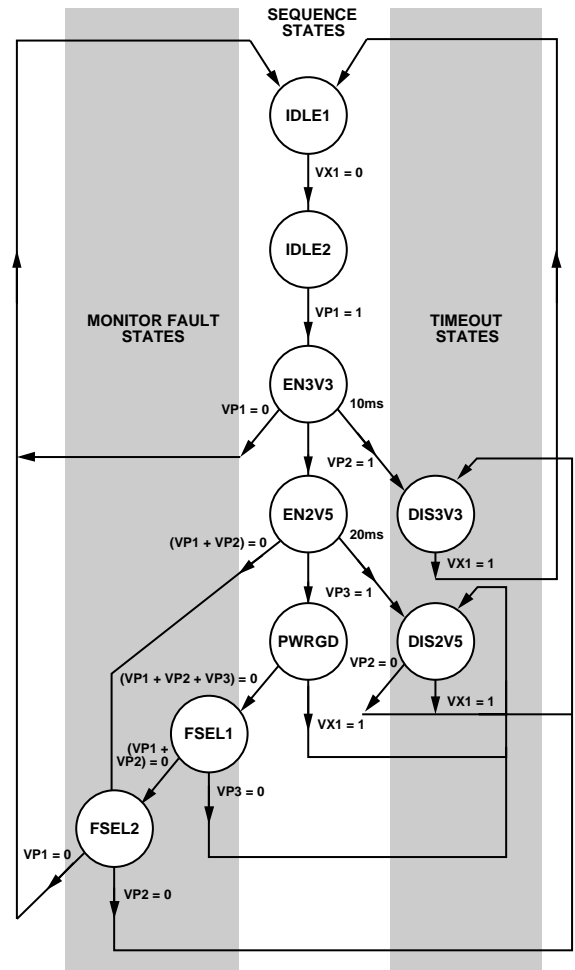 SEQUENCE
STATES
IDLE1
VX1 = 0
IDLE2
VP1 = 1
MONITOR FAULT
STATES
TIMEOUT
STATES
EN3V3
10ms
VP1 = 0
VP2 = 1
DIS3V3
EN2V5
(VP1 + VP2) = 0
20ms
VX1 = 1
VP3 = 1
PWRGD
DIS2V5
VP2 = 0
(VP1 + VP2 + VP3) = 0
VX1 = 1
VX1 = 1
FSEL1
(VP1 +
VP2) = 0
VP3 = 0
FSEL2
VP1 = 0
VP2 = 0